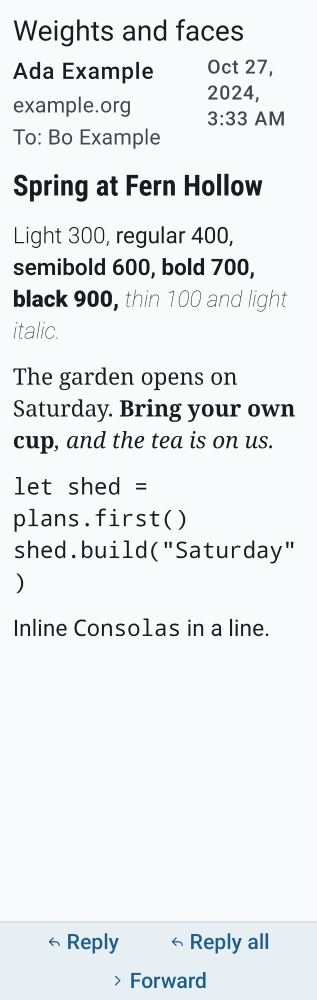 Weights and faces
Ada Example
Oct 27,
2024,
3:33 AM
example.org
To: Bo Example
Spring at Fern Hollow
Light 300, regular 400,
semibold 600, bold 700,
black 900, thin 100 and light
italic.
The garden opens on
Saturday. Bring your own
cup, and the tea is on us.
let shed =
plans.first()
shed.build("Saturday"
)
Inline Consolas in a line.
Reply
Reply all
Forward